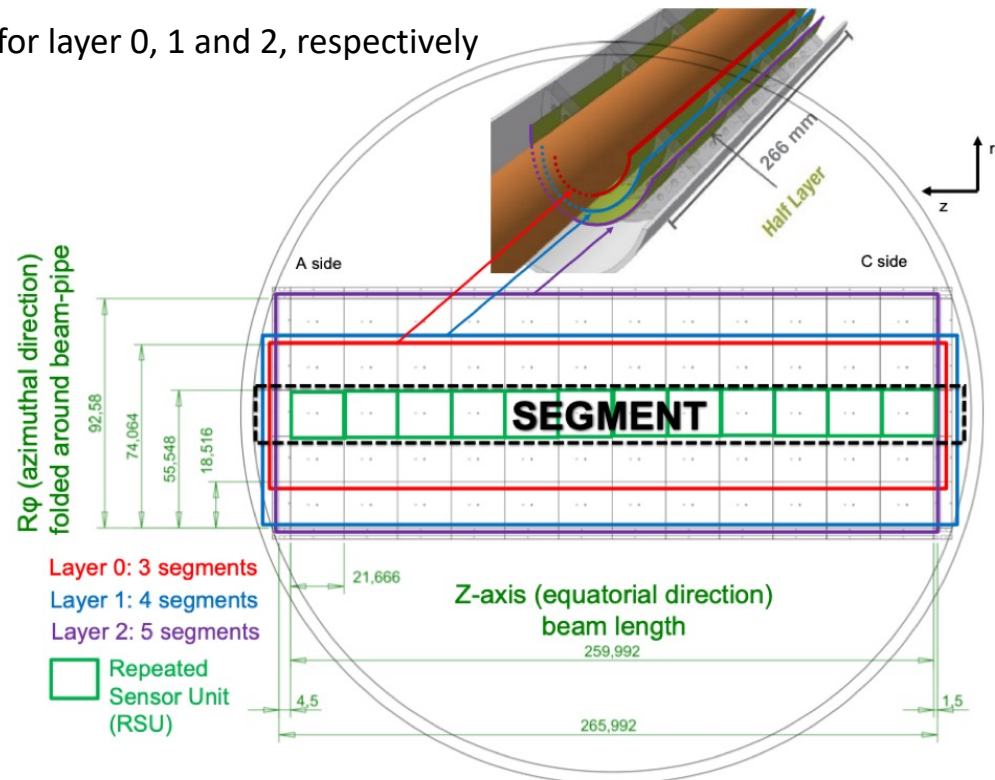 for layer 0, 1 and 2, respectively
266 mm
Half Layer
r
z
A side
C side
Rφ (azimuthal direction)
folded around beam-pipe
92,58
74,064
55,548
18,516
SEGMENT
Layer 0: 3 segments
Layer 1: 4 segments
Layer 2: 5 segments
Repeated
Sensor Unit
(RSU)
21,666
Z-axis (equatorial direction)
beam length
259,992
4,5
1,5
265,992